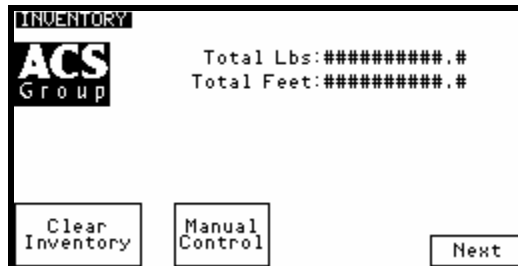 INVENTORY
ACS
Group
Total Lbs:##########.#
Total Feet:##########.#
Clear
Inventory
Manual
Control
Next